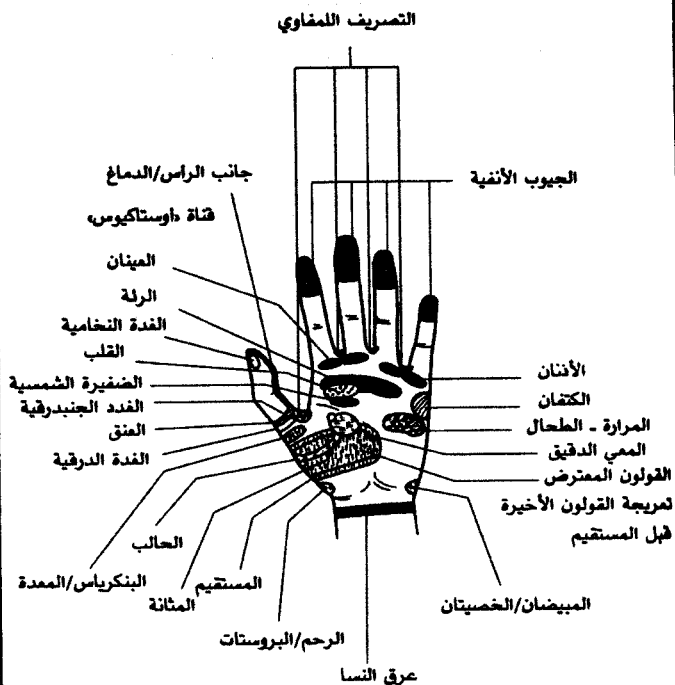 التصريف اللمفاوي
الجيوب الأنفية
جانب الرأس/الدماغ
قناة «اوستاكيوس»
العينان
الرئة
الغدة النخامية
القلب
الضفيرة الشمسية
الغدد الجنبدرقية
العنق
الغدة الدرقية
الأذنان
الكتفان
المرارة - الطحال
المعي الدقيق
القولون المعترض
تمريجة القولون الأخيرة
قبل المستقيم
الحالب
البنكرياس/المعدة
المستقيم
المثانة
المبيضان/الخصيتان
الرحم/البروستات
عرق النسا